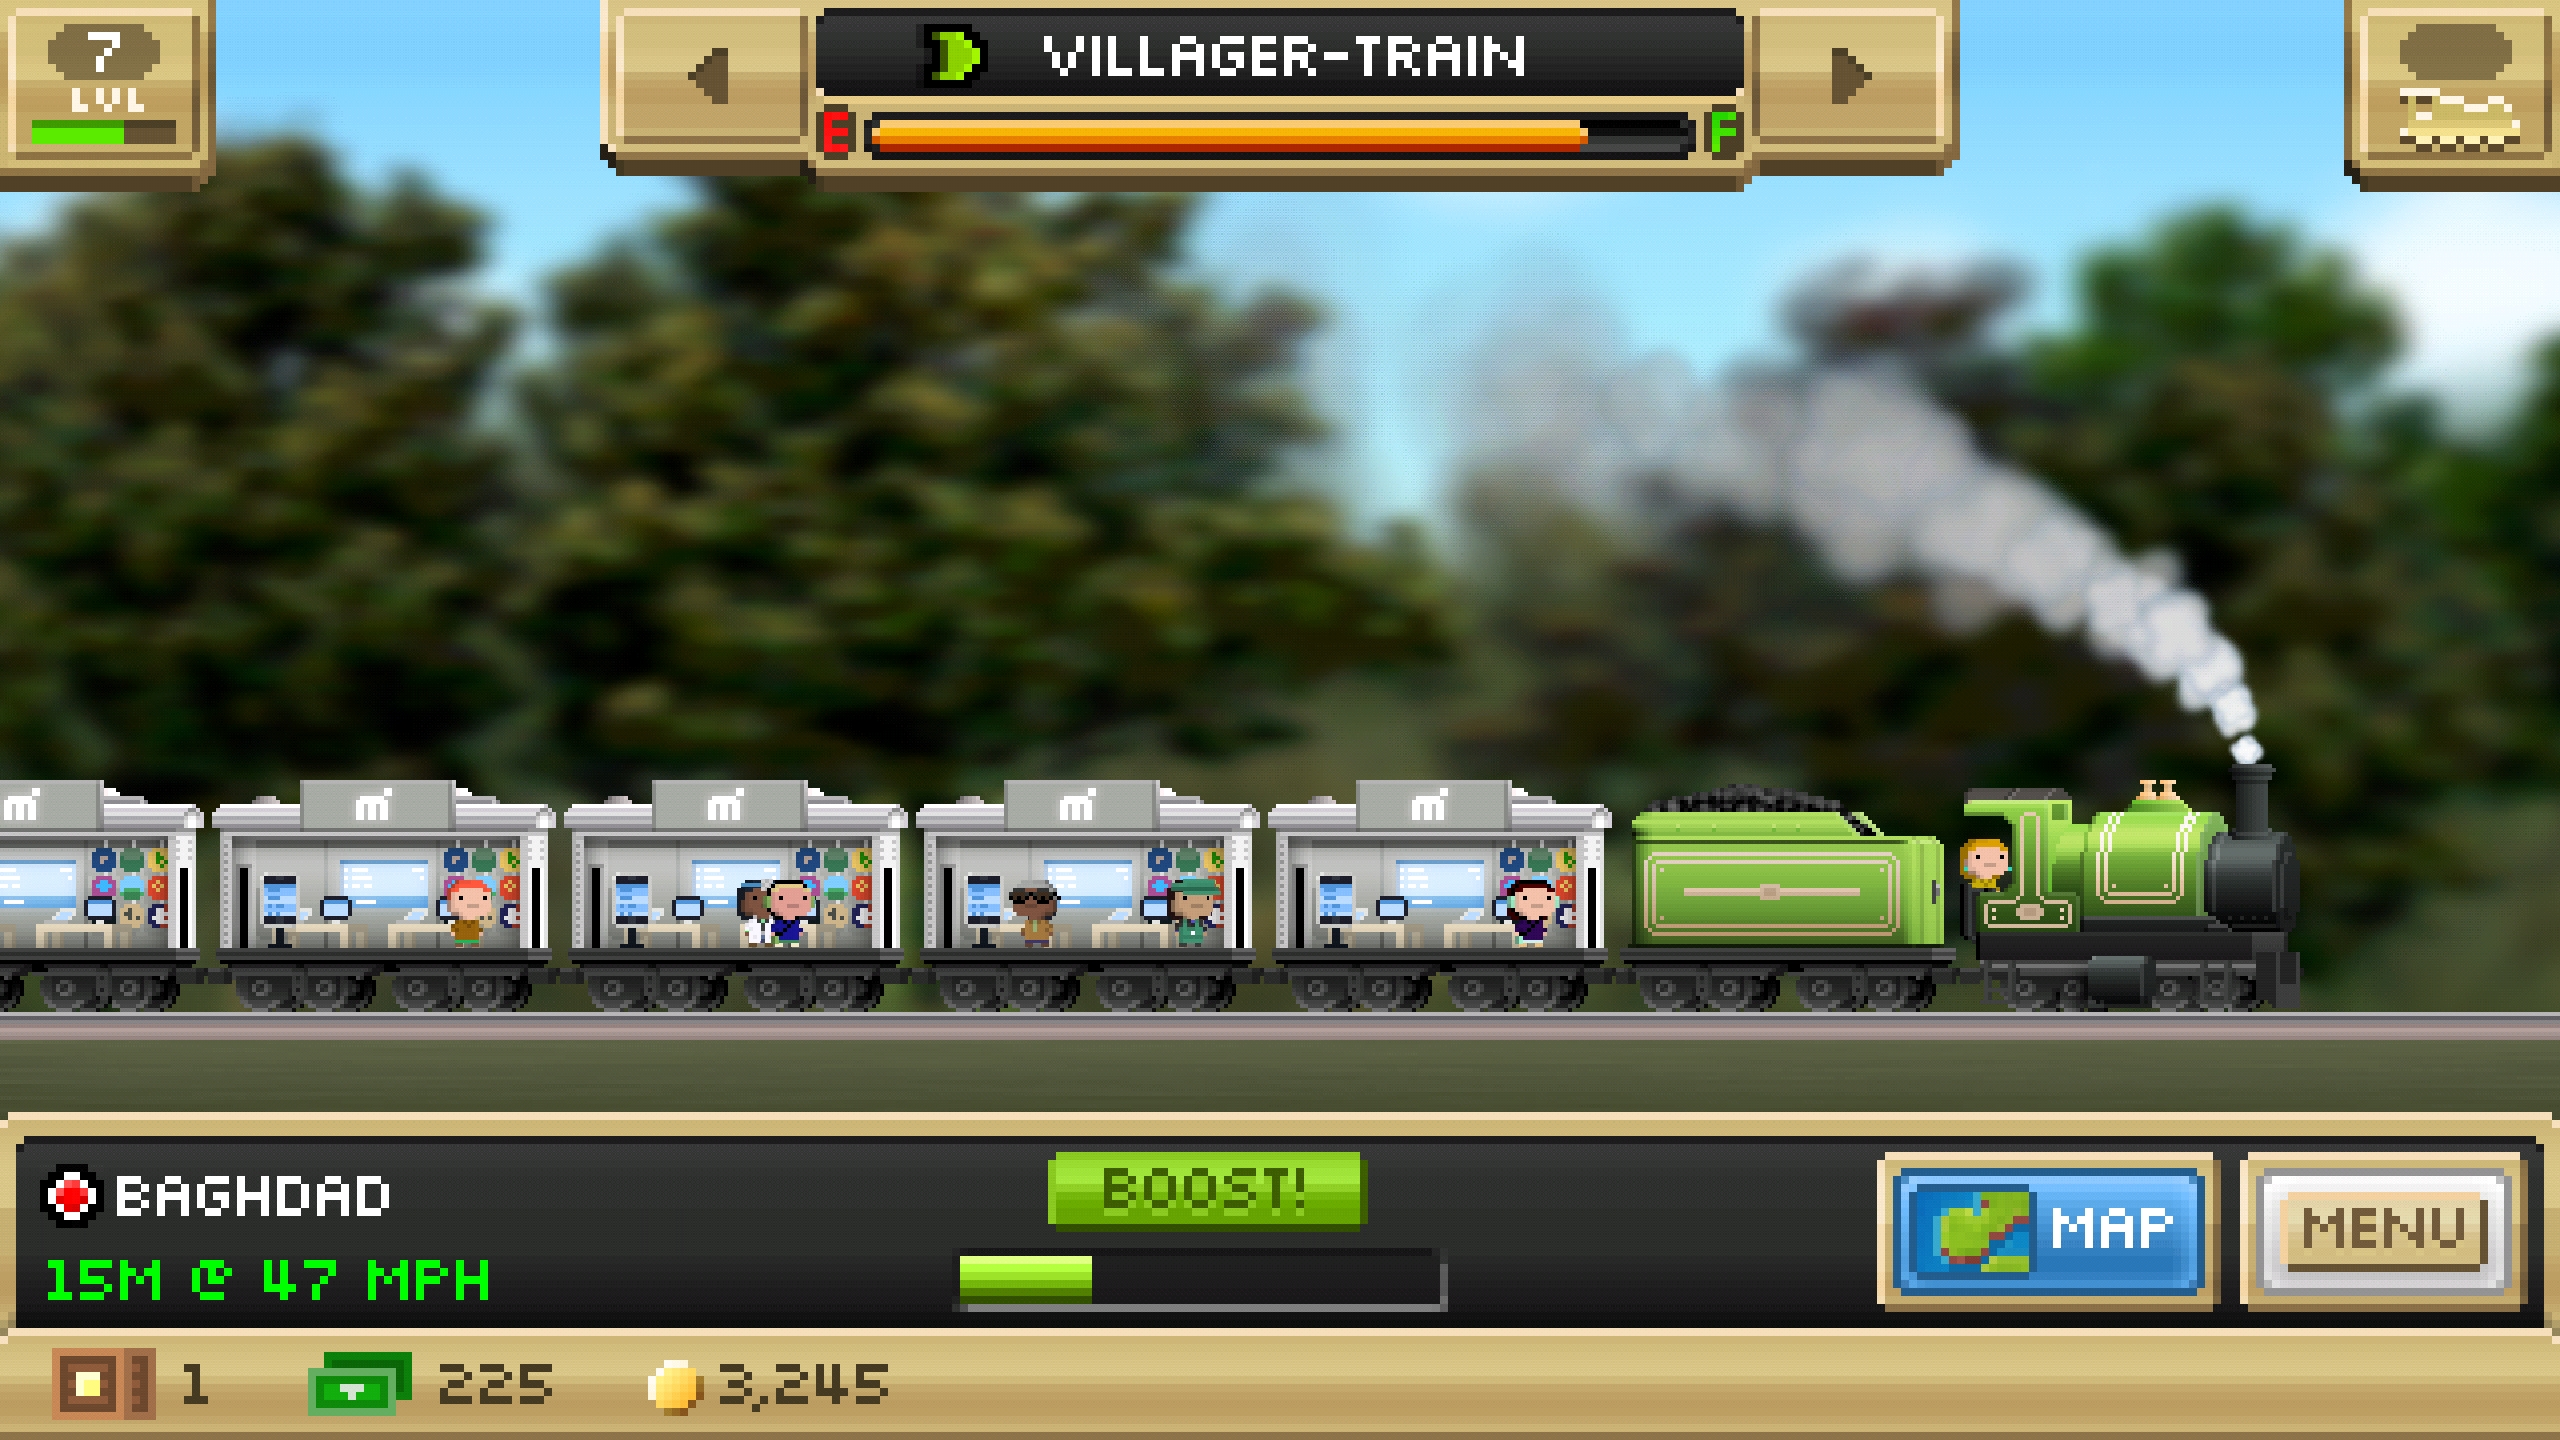 7
LVL
VILLAGER-TRAIN
E F
m
m
m
m
m
BAGHDAD
15M @ 47 MPH
BOOST!
MAP
MENU
1
225
3,245